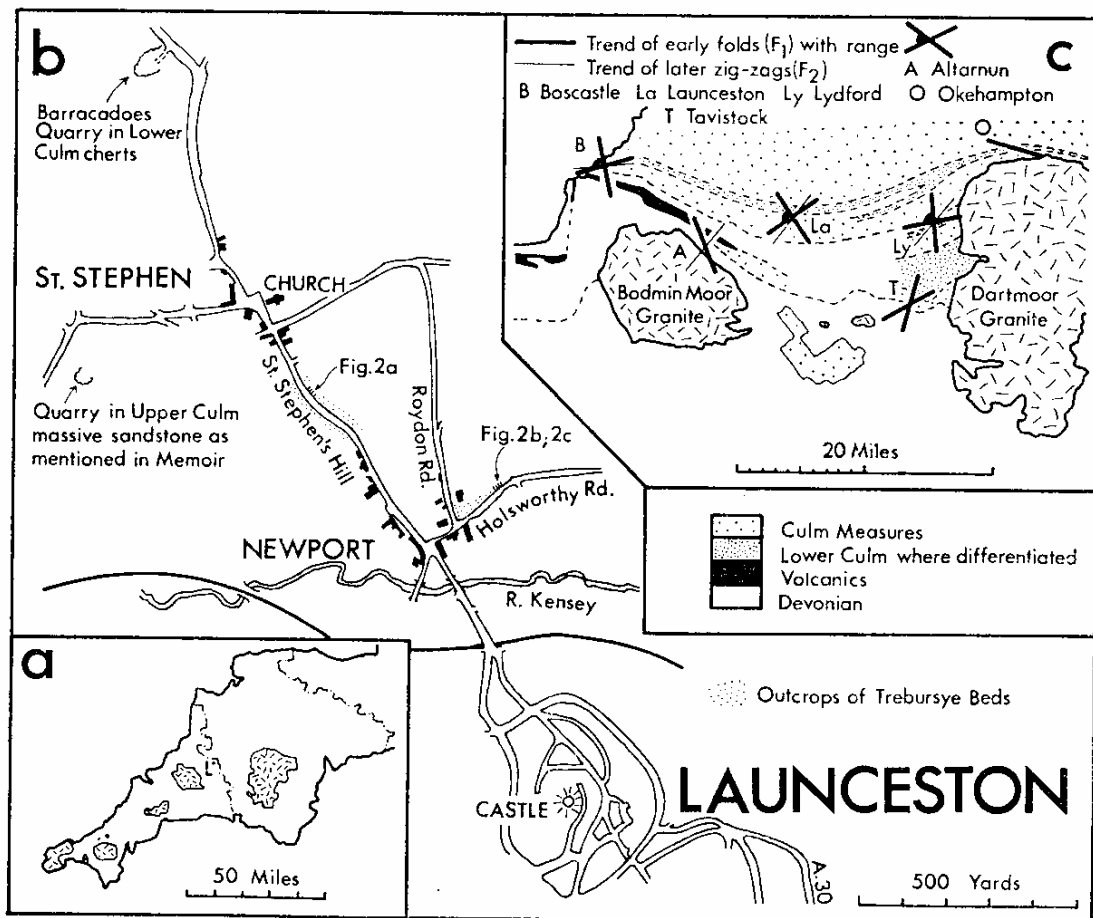 b
Barracadoes
Quarry in Lower
Culm cherts
ST. STEPHEN
CHURCH
Fig.2a
St. Stephen's Hill
Roydon Rd.
Fig.2b,2c
Holsworthy Rd.
Quarry in Upper Culm
massive sandstone as
mentioned in Memoir
NEWPORT
R. Kensey
c
Trend of early folds (F1) with range
Trend of later zig-zags(F2)
A Altarnun
B Boscastle La Launceston Ly Lydford O Okehampton
T Tavistock
B
O
La
Ly
A
T
Bodmin Moor
Granite
Dartmoor
Granite
20 Miles
Culm Measures
Lower Culm where differentiated
Volcanics
Devonian
a
50 Miles
Outcrops of Trebursye Beds
LAUNCESTON
CASTLE
A.30
500 Yards